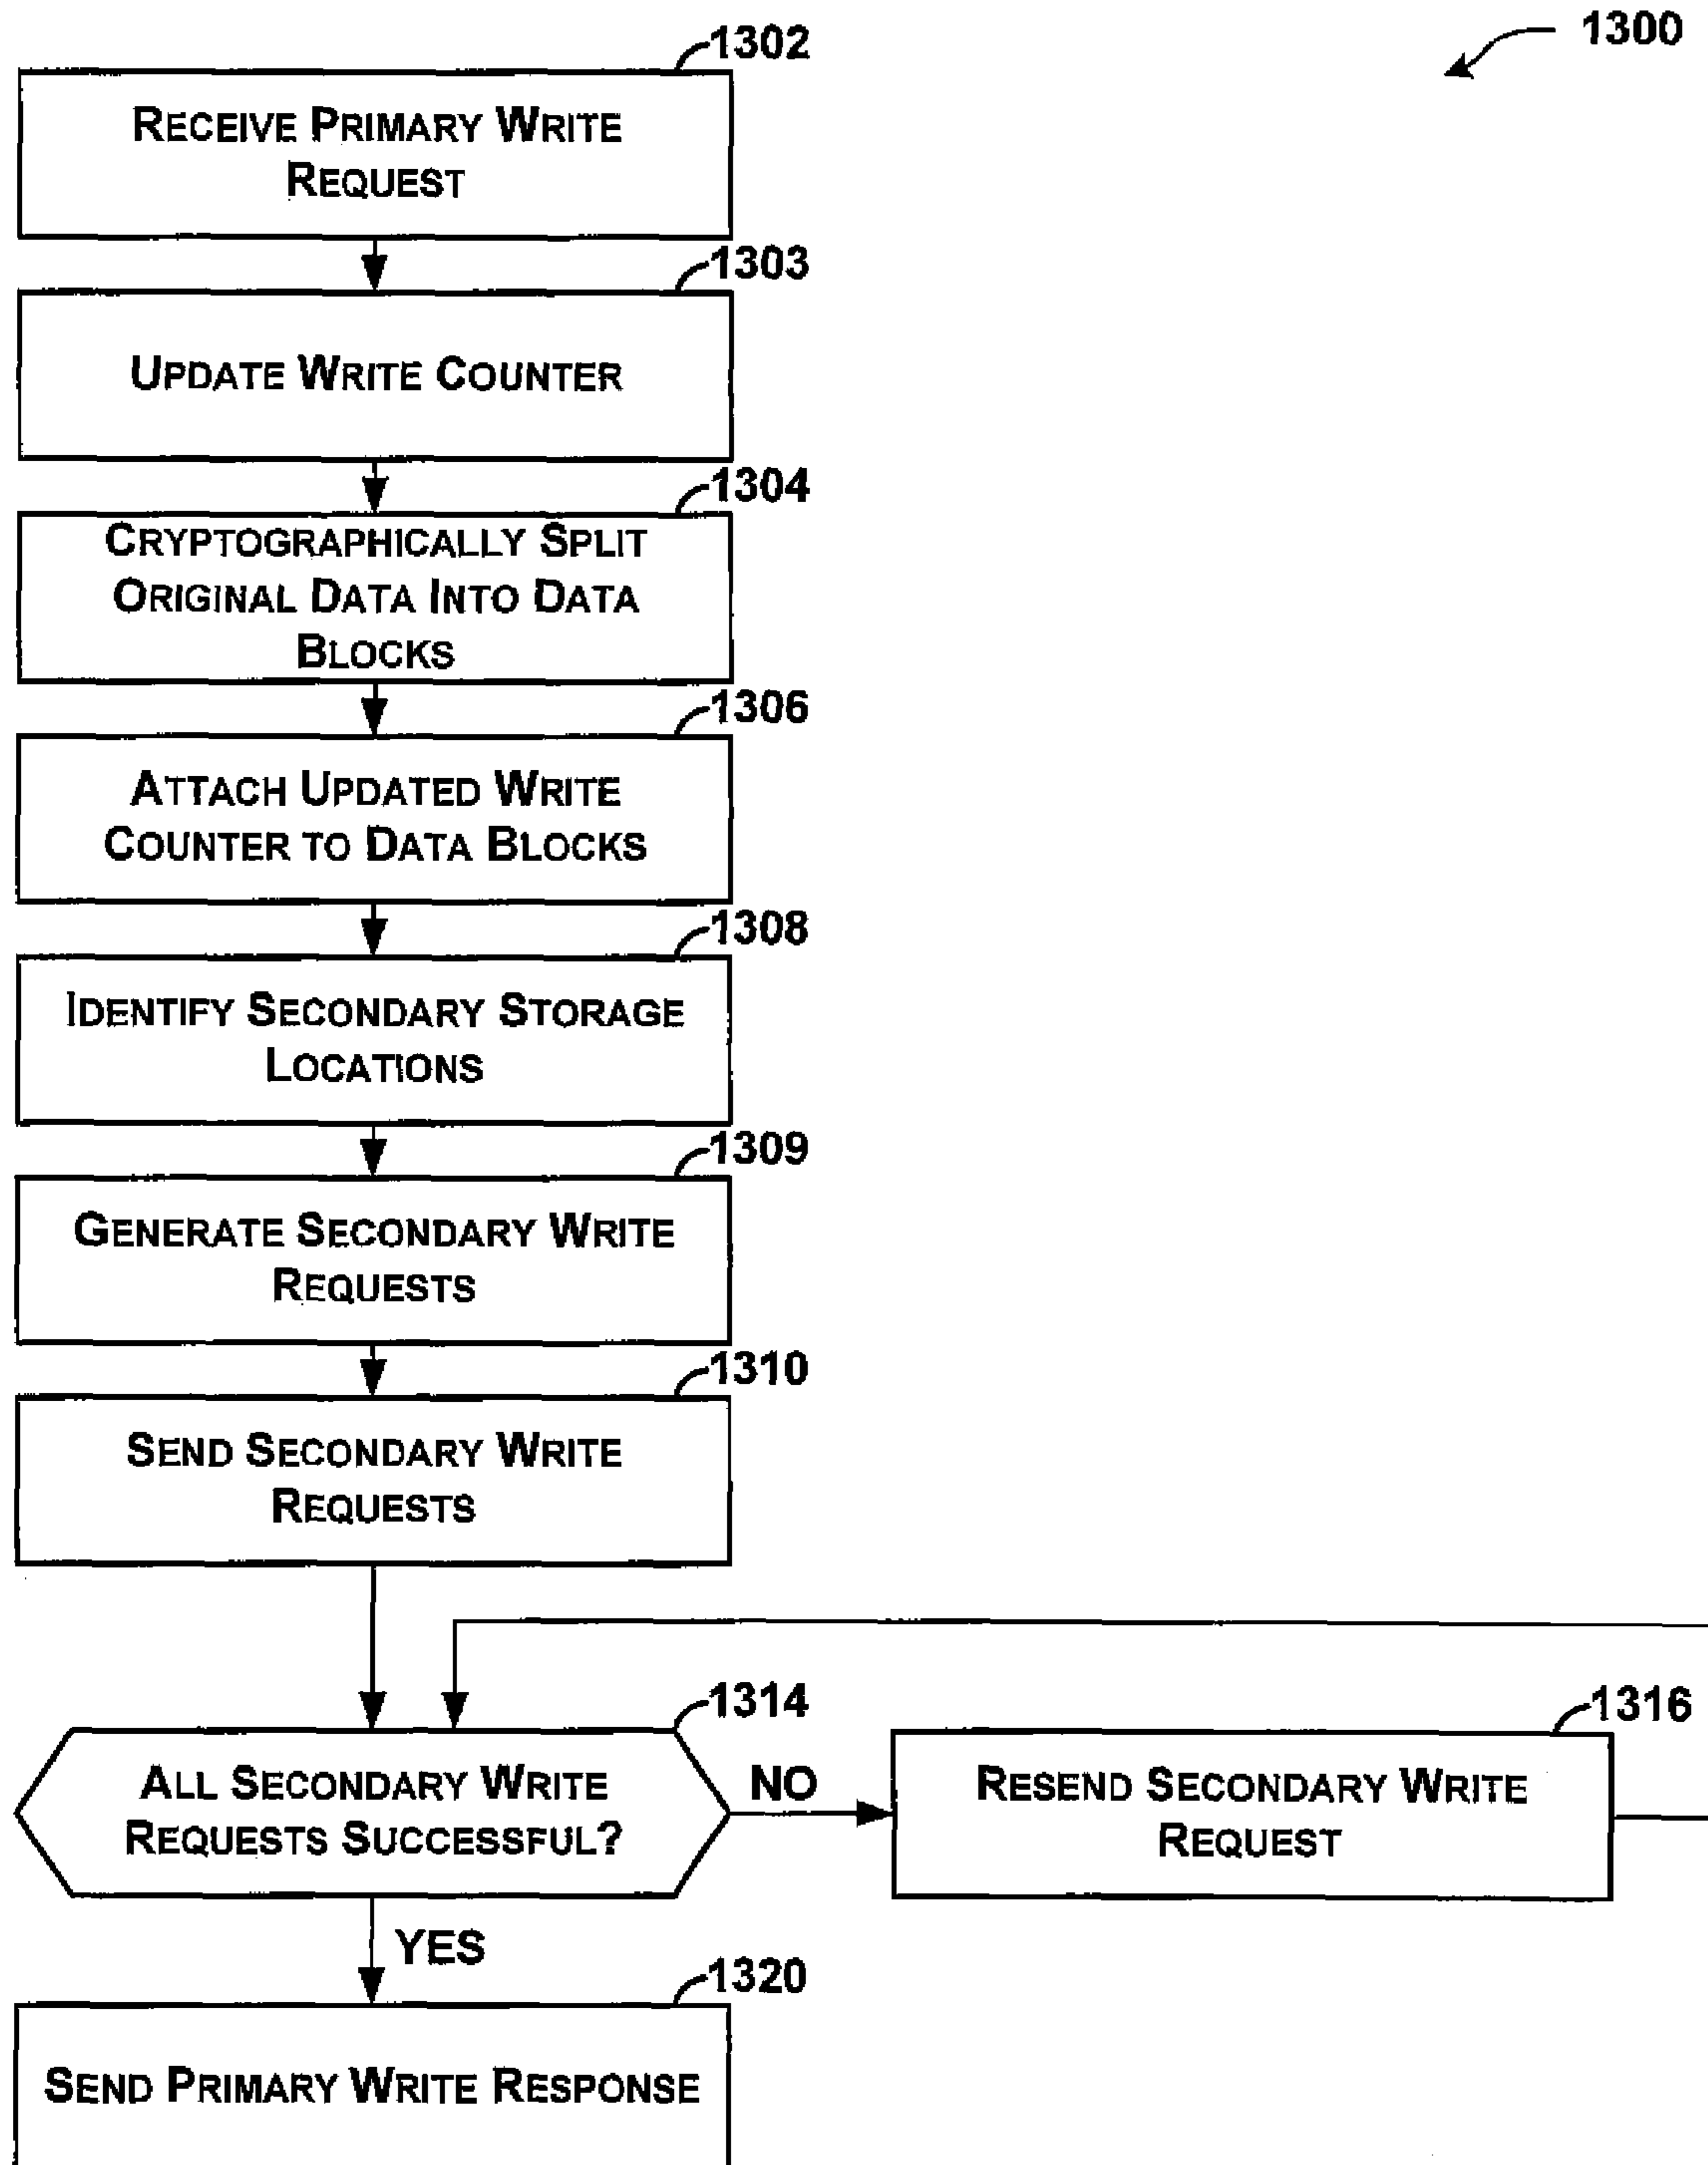 1300
1302
RECEIVE PRIMARY WRITE
REQUEST
1303
UPDATE WRITE COUNTER
1304
CRYPTOGRAPHICALLY SPLIT
ORIGINAL DATA INTO DATA
BLOCKS
1306
ATTACH UPDATED WRITE
COUNTER TO DATA BLOCKS
1308
IDENTIFY SECONDARY STORAGE
LOCATIONS
1309
GENERATE SECONDARY WRITE
REQUESTS
1310
SEND SECONDARY WRITE
REQUESTS
1314
ALL SECONDARY WRITE
REQUESTS SUCCESSFUL?
NO
1316
RESEND SECONDARY WRITE
REQUEST
YES
1320
SEND PRIMARY WRITE RESPONSE